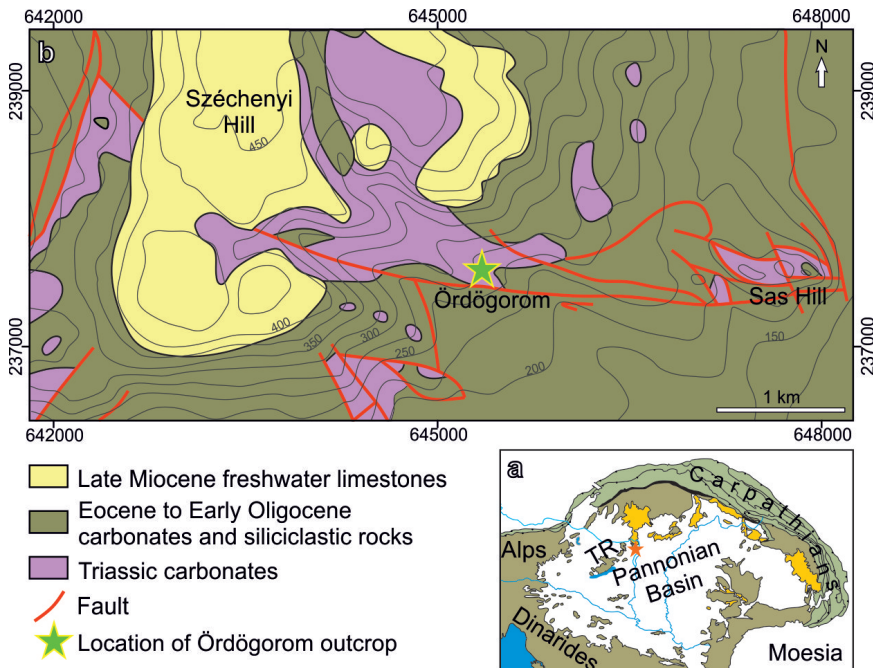 642000
645000
648000
b
N
239000
239000
Széchenyi
Hill
450
Ördögorom
Sas Hill
400
350
300
250
200
150
237000
237000
1 km
642000
645000
648000
Late Miocene freshwater limestones
Eocene to Early Oligocene
carbonates and siliciclastic rocks
Triassic carbonates
Fault
Location of Ördögorom outcrop
a
Carpathians
Alps
TR
Pannonian
Basin
Dinarides
Moesia